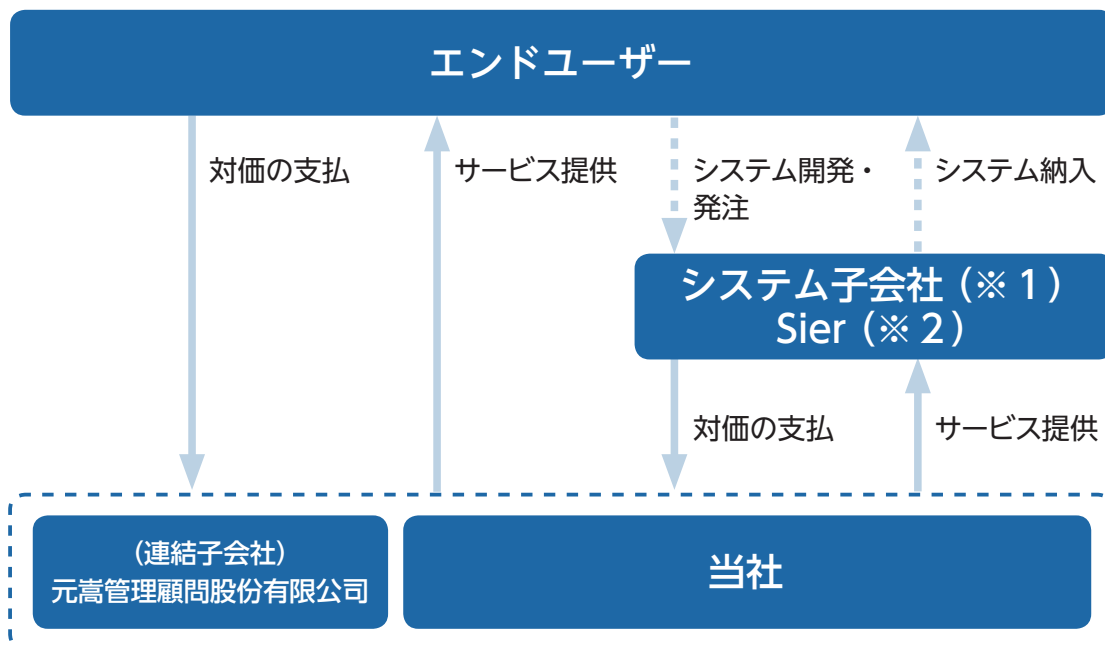 エンドユーザー
対価の支払
サービス提供
システム開発・
発注
システム納入
システム子会社（※１）
Sier（※２）
対価の支払
サービス提供
（連結子会社）
元嵩管理顧問股份有限公司
当社